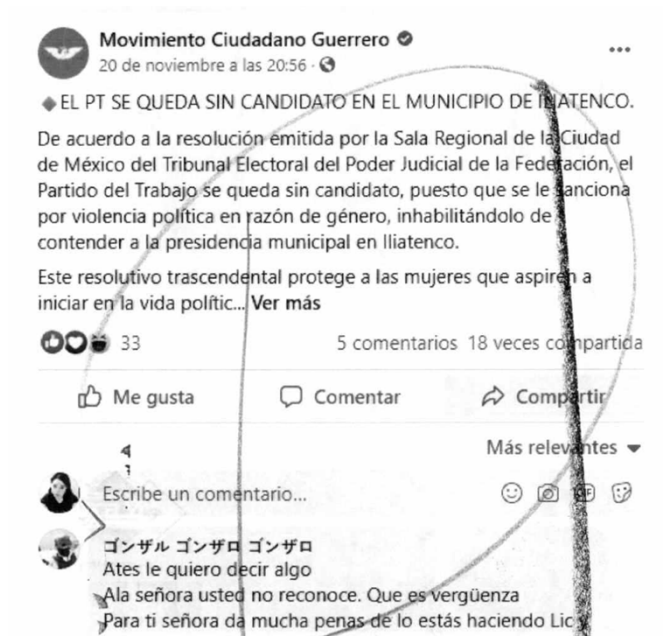 Movimiento Ciudadano Guerrero
20 de noviembre a las 20:56 ·
EL PT SE QUEDA SIN CANDIDATO EN EL MUNICIPIO DE ILIATENCO.
De acuerdo a la resolución emitida por la Sala Regional de la Ciudad
de México del Tribunal Electoral del Poder Judicial de la Federación, el
Partido del Trabajo se queda sin candidato, puesto que se le sanciona
por violencia política en razón de género, inhabilitándolo de
contender a la presidencia municipal en Iliatenco.
Este resolutivo trascendental protege a las mujeres que aspiren a
iniciar en la vida polític... Ver más
33 5 comentarios 18 veces compartida
Me gusta Comentar Compartir
Más relevantes
Escribe un comentario...
GIF
ゴンザル ゴンザロ ゴンザロ
Ates le quiero decir algo
Ala señora usted no reconoce. Que es vergüenza
Para ti señora da mucha penas de lo estás haciendo Lic